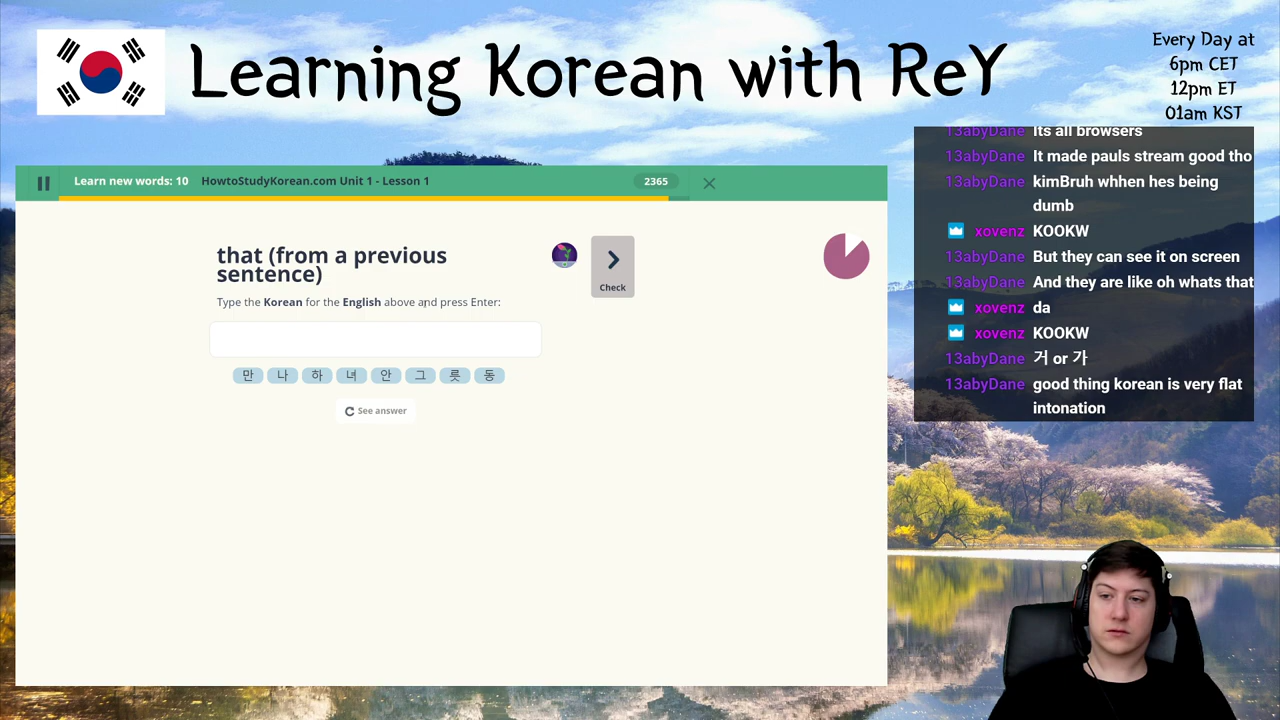 Learning Korean with ReY
Every Day at
6pm CET
12pm ET
01am KST
Learn new words: 10 HowtoStudyKorean.com Unit 1 - Lesson 1 2365
that (from a previous
sentence)
Type the Korean for the English above and press Enter:
Check
만 나 하 녀 안 그 릇 동
See answer
13abyDane Its all browsers
13abyDane It made pauls stream good tho
13abyDane kimBruh whhen hes being
dumb
xovenz KOOKW
13abyDane But they can see it on screen
13abyDane And they are like oh whats that
xovenz da
xovenz KOOKW
13abyDane 거 or 가
13abyDane good thing korean is very flat
intonation